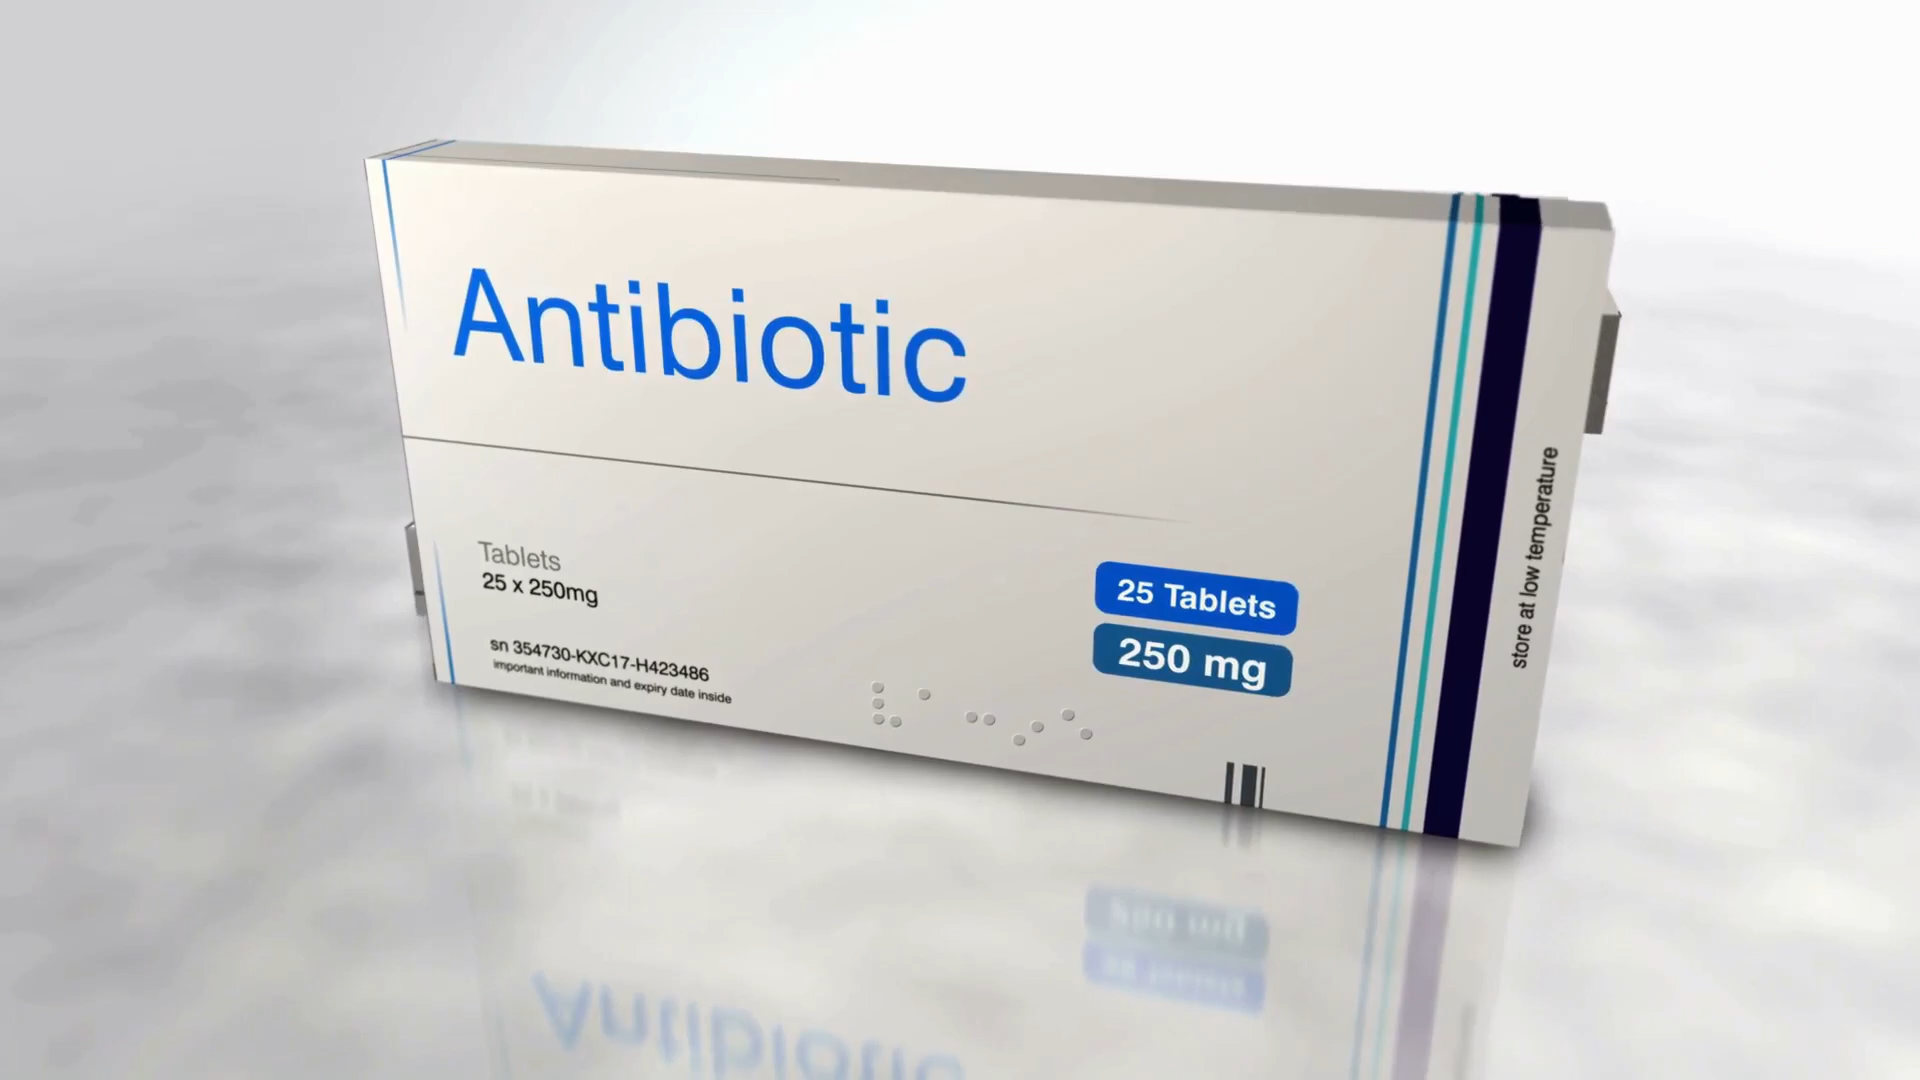 Antibiotic
Tablets
25 x 250mg
sn 354730-KXC17-H423486
important information and expiry date inside
25 Tablets
250 mg
store at low temperature